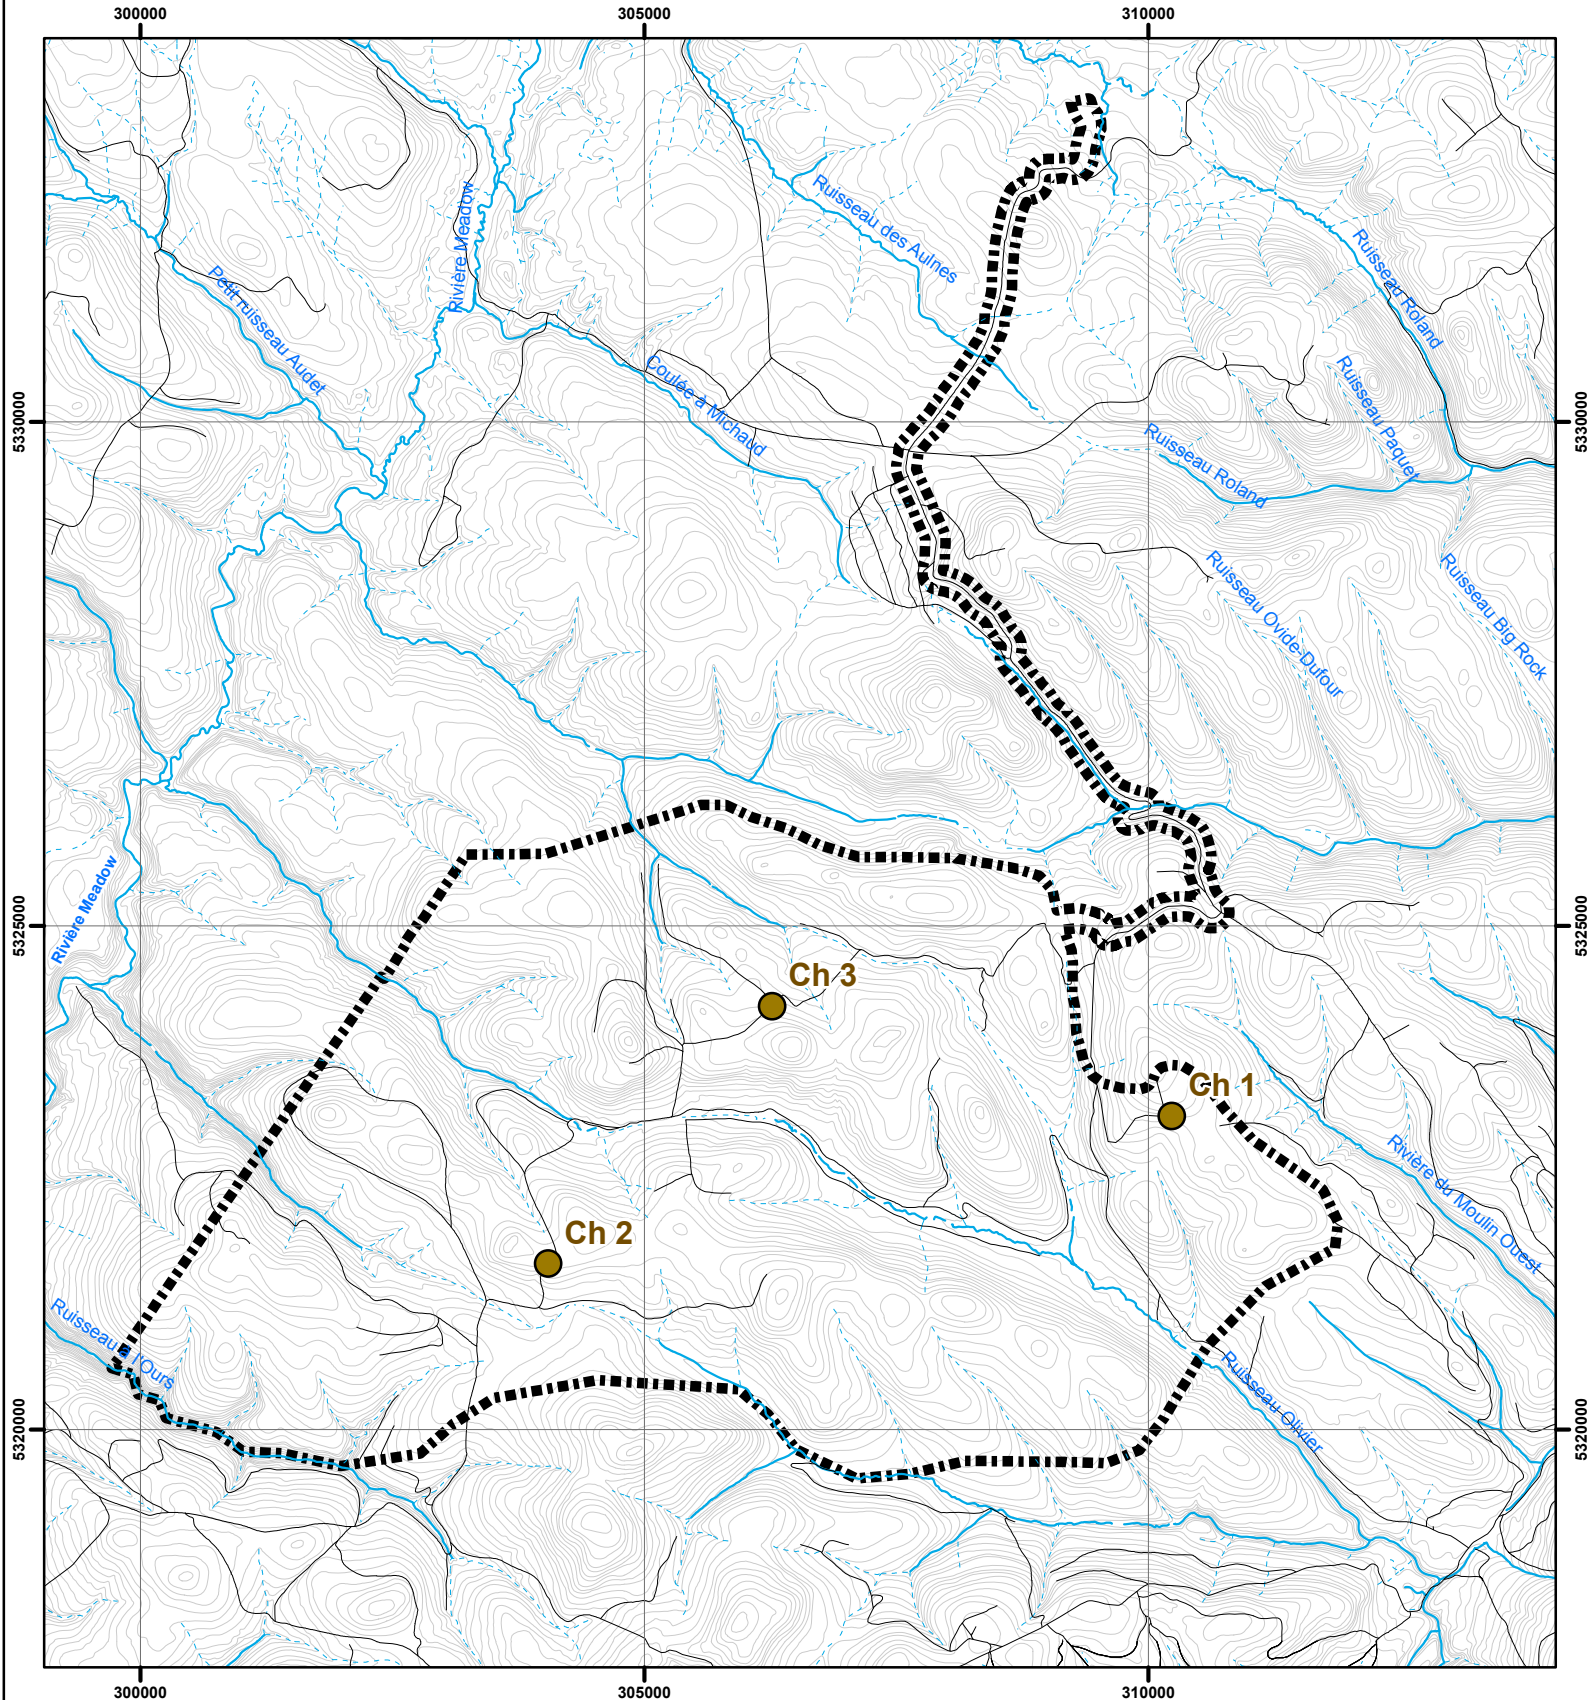 300000
305000
310000
Rivière Meadow
Ruisseau des Aulnes
Ruisseau Roland
Petit ruisseau Audet
Coulée à Michaud
Ruisseau Paquet
5330000
5330000
Ruisseau Roland
Ruisseau Ovide-Dufour
Ruisseau Big Rock
Rivière Meadow
5325000
5325000
Ch 3
Ch 1
Rivière du Moulin Ouest
Ch 2
Ruisseau à l'Ours
Ruisseau Olivier
5320000
5320000
300000
305000
310000